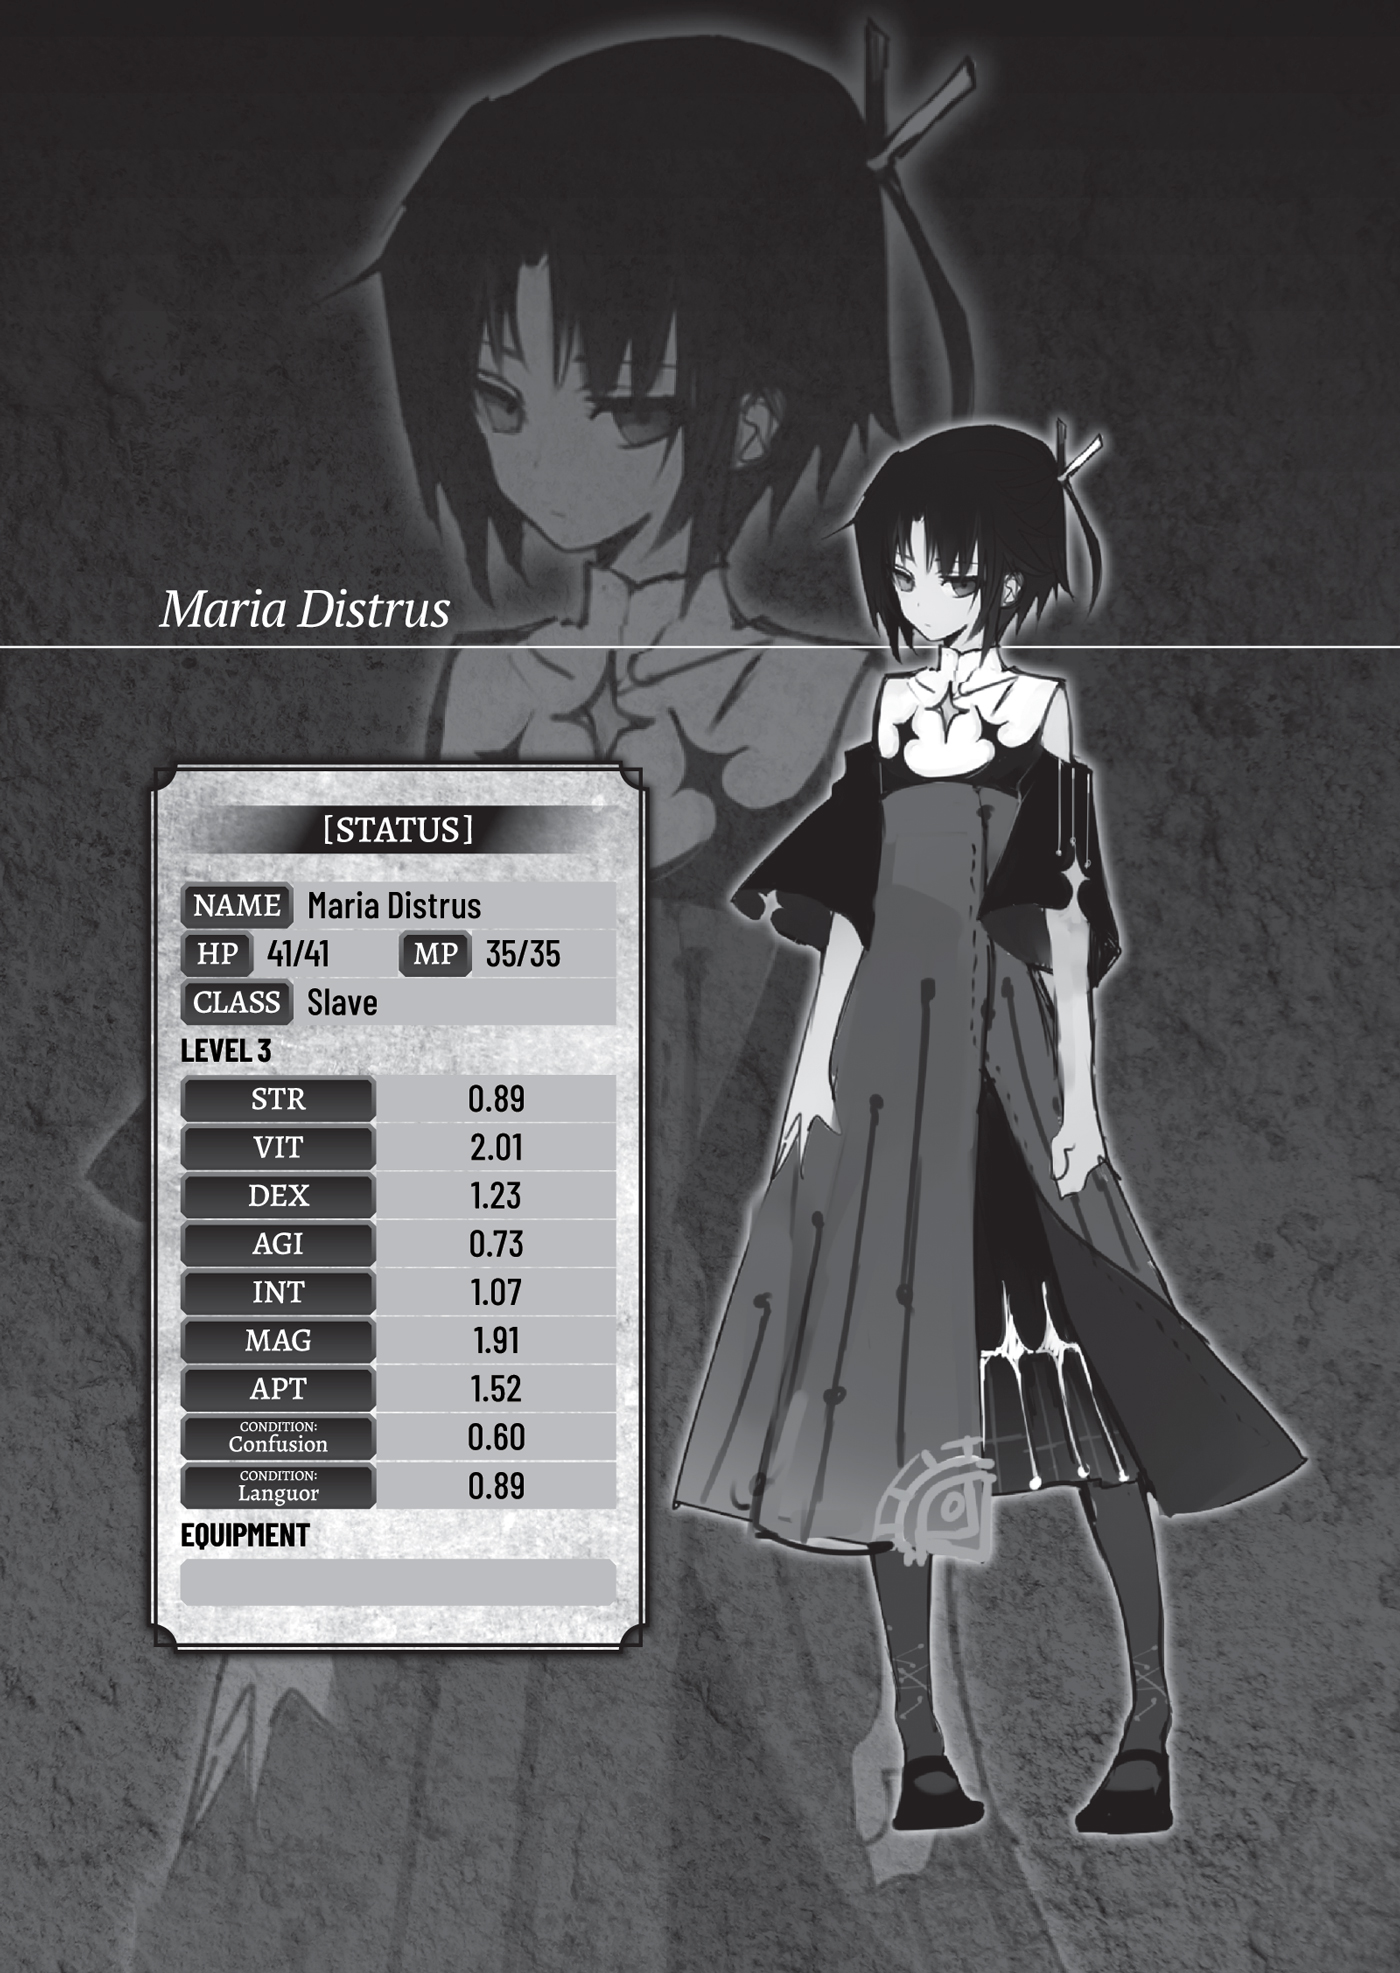 Maria Distrus
[STATUS]
NAME Maria Distrus
HP 41/41 MP 35/35
CLASS Slave
LEVEL 3
STR 0.89
VIT 2.01
DEX 1.23
AGI 0.73
INT 1.07
MAG 1.91
APT 1.52
CONDITION:
Confusion 0.60
CONDITION:
Languor 0.89
EQUIPMENT